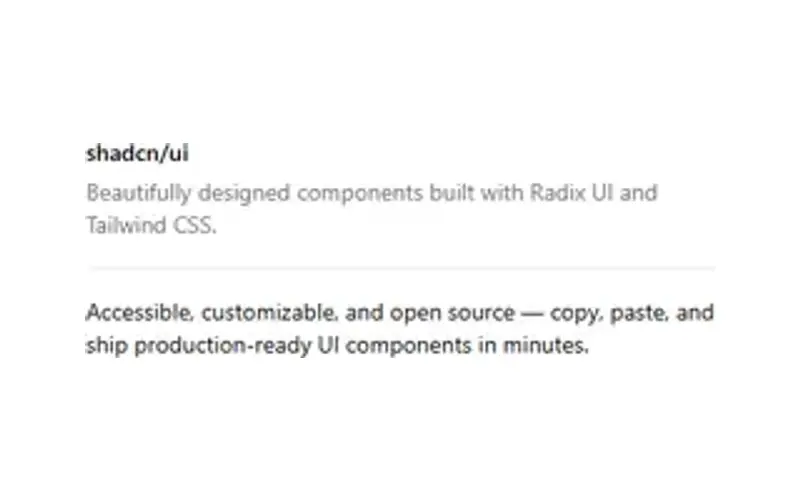 shadcn/ui
Beautifully designed components built with Radix UI and
Tailwind CSS.
Accessible, customizable, and open source — copy, paste, and
ship production-ready UI components in minutes.